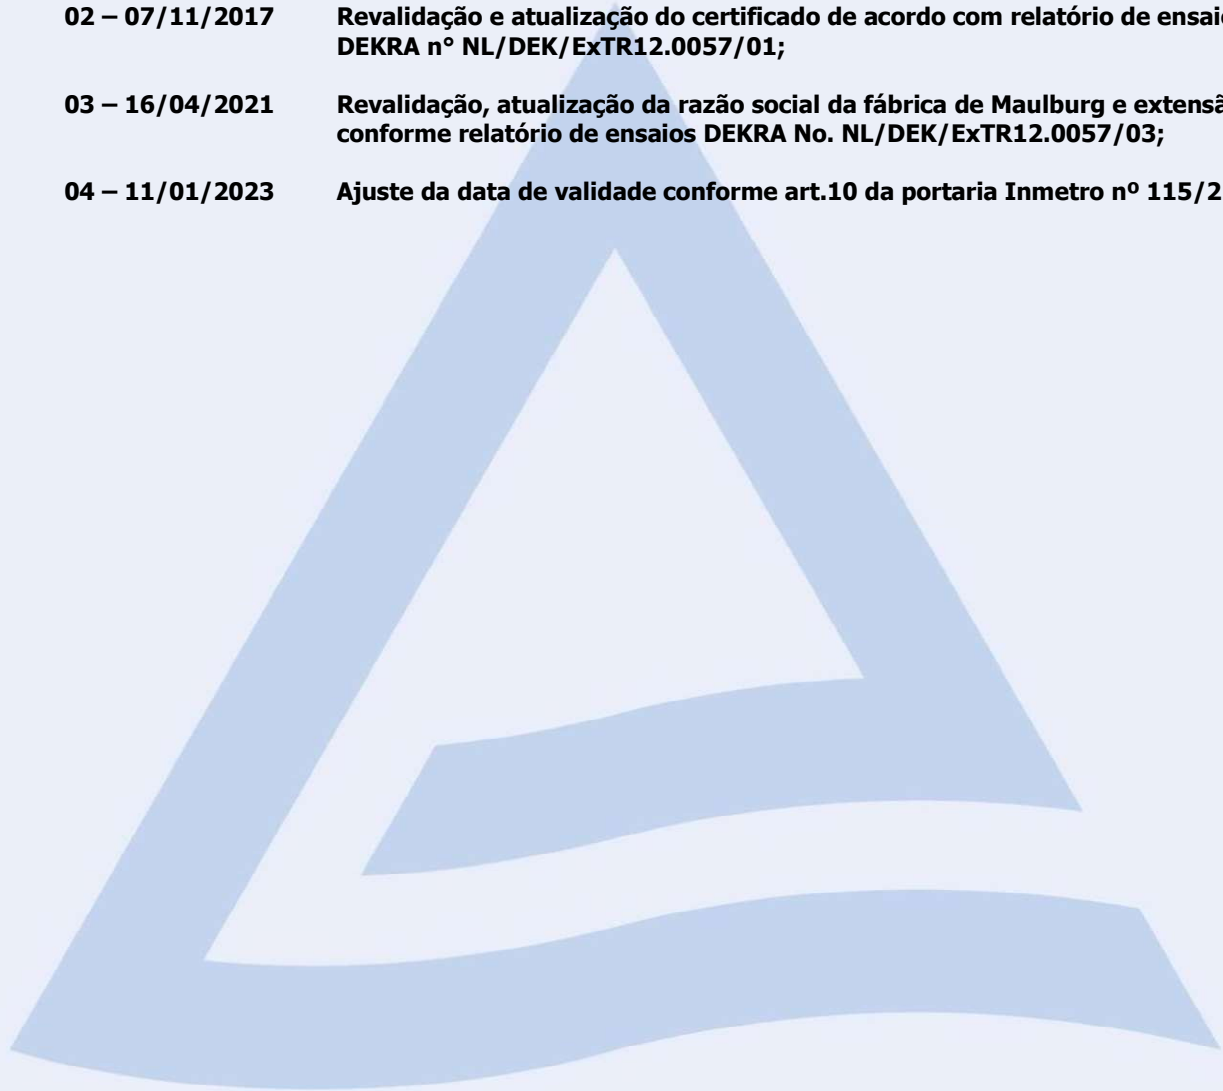 02 – 07/11/2017 Revalidação e atualização do certificado de acordo com relatório de
DEKRA n° NL/DEK/ExTR12.0057/01;
03 – 16/04/2021 Revalidação, atualização da razão social da fábrica de Maulburg e
conforme relatório de ensaios DEKRA No. NL/DEK/ExTR12.0057/03;
04 – 11/01/2023 Ajuste da data de validade conforme art.10 da portaria Inmetro nº